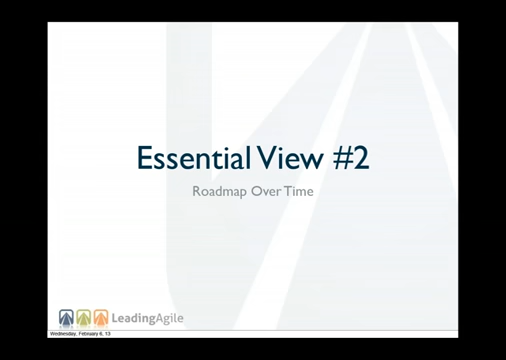 Essential View #2
Roadmap Over Time
LeadingAgile
Wednesday, February 6, 13